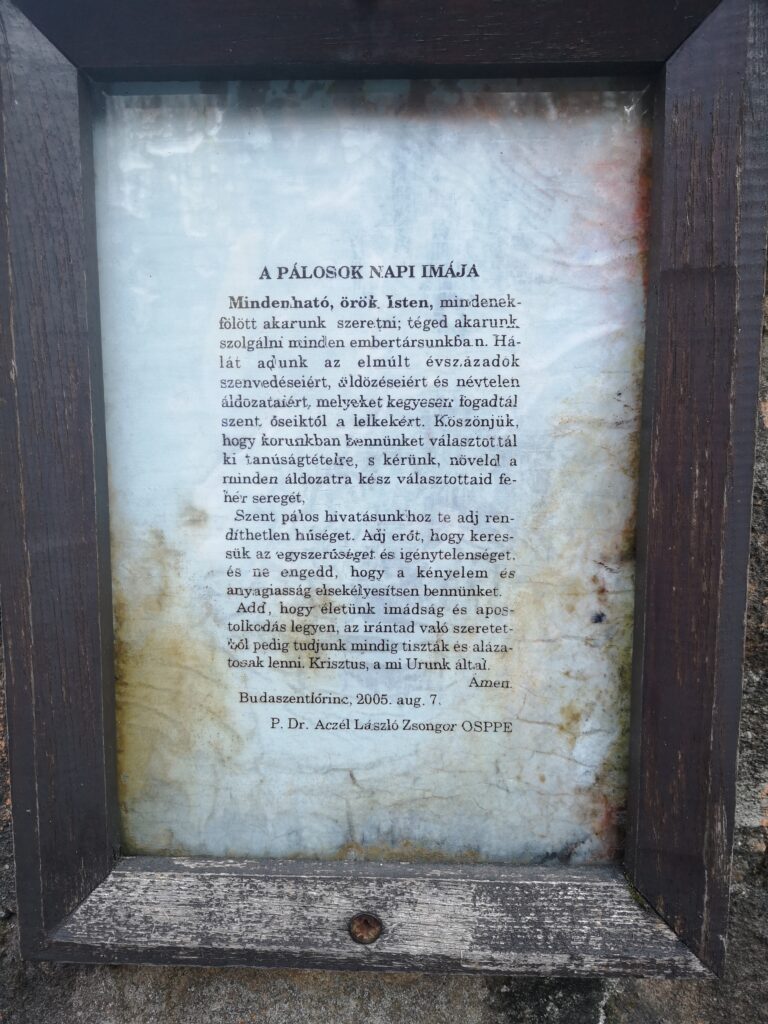 A PÁLOSOK NAPI IMÁJA
Mindenható, örök Isten, mindenek-
fölött akarunk szeretni; téged akarunk
szolgálni minden embertársunkban. Há-
lát adunk az elmúlt évszázadok
szenvedéseiért, üldözéseiért és névtelen
áldozataiért, melyeket kegyesen fogadtál
szent őseiktől a lelkekért. Köszönjük,
hogy korunkban bennünket választottál
ki tanúságtételre, s kérünk, növeld a
minden áldozatra kész választottaid fe-
hér seregét.
Szent pálos hivatásunkhoz te adj ren-
díthetlen hűséget. Adj erőt, hogy keres-
sük az egyszerűséget és igénytelenséget,
és ne engedd, hogy a kényelem és
anyagiasság elsekélyesítsen bennünket.
Add, hogy életünk imádság és apos-
tolkodás legyen, az irántad való szeretet-
ből pedig tudjunk mindig tiszták és aláza-
tosak lenni. Krisztus, a mi Urunk által.
Ámen.
Budaszentlőrinc, 2005. aug. 7.
P. Dr. Aczél László Zsongor OSPPE